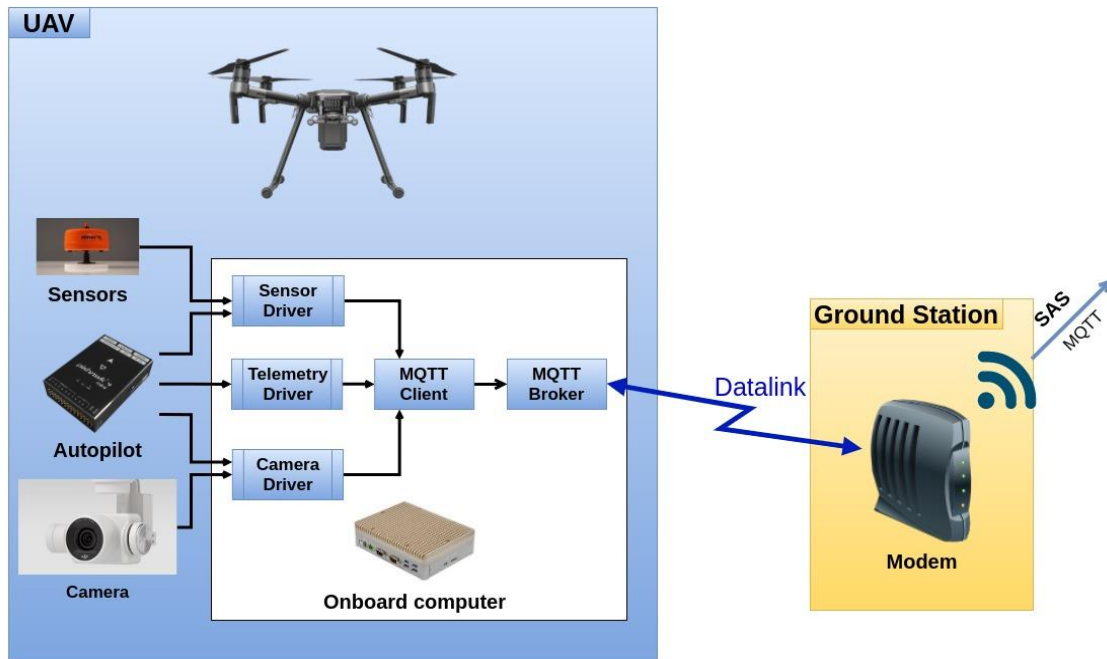 UAV
Sensors
Autopilot
Camera
Sensor
Driver
Telemetry
Driver
Camera
Driver
MQTT
Client
MQTT
Broker
Onboard computer
Datalink
Ground Station
Modem
SAS
MQTT